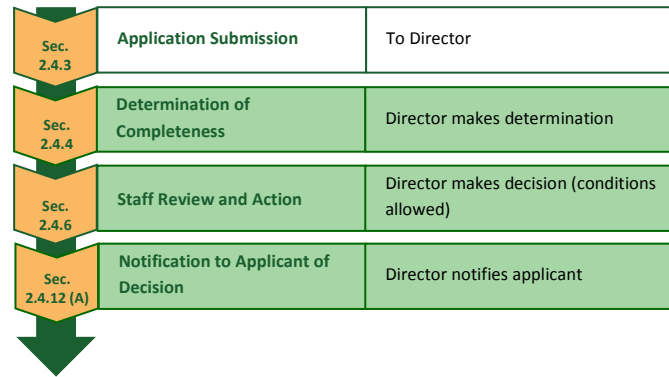 Sec.
2.4.3
Application Submission
To Director
Sec.
2.4.4
Determination of
Completeness
Director makes determination
Sec.
2.4.6
Staff Review and Action
Director makes decision (conditions
allowed)
Sec.
2.4.12 (A)
Notification to Applicant of
Decision
Director notifies applicant